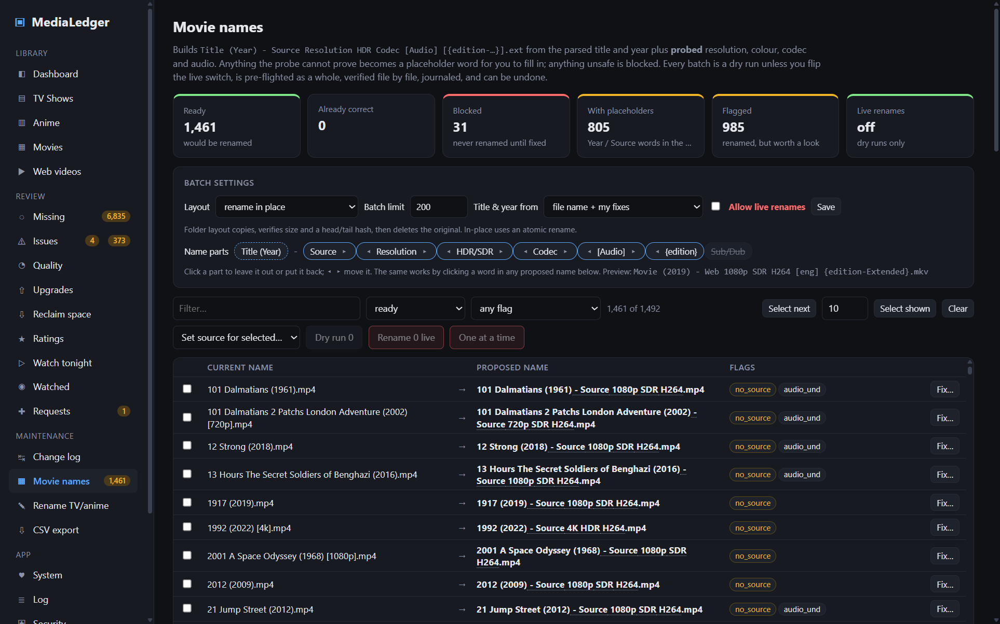 MediaLedger
LIBRARY
Dashboard
TV Shows
Anime
Movies
Web videos
REVIEW
Missing 6,835
Issues 4 373
Quality
Upgrades
Reclaim space
Ratings
Watch tonight
Watched
Requests 1
MAINTENANCE
Change log
Movie names 1,461
Rename TV/anime
CSV export
APP
System
Log
Security
Movie names
Builds Title (Year) - Source Resolution HDR Codec [Audio] [{edition-…}].ext from the parsed title and year plus probed resolution, colour, codec
and audio. Anything the probe cannot prove becomes a placeholder word for you to fill in; anything unsafe is blocked. Every batch is a dry run unless you flip
the live switch, is pre-flighted as a whole, verified file by file, journaled, and can be undone.
Ready
1,461
would be renamed
Already correct
0
Blocked
31
never renamed until fixed
With placeholders
805
Year / Source words in the ...
Flagged
985
renamed, but worth a look
Live renames
off
dry runs only
BATCH SETTINGS
Layout rename in place Batch limit 200 Title & year from file name + my fixes Allow live renames Save
Folder layout copies, verifies size and a head/tail hash, then deletes the original. In-place uses an atomic rename.
Name parts Title (Year) - Source ▸ ◂ Resolution ▸ ◂ HDR/SDR ▸ ◂ Codec ▸ ◂ [Audio] ▸ ◂ {edition} Sub/Dub
Click a part to leave it out or put it back; ◂ ▸ move it. The same works by clicking a word in any proposed name below. Preview: Movie (2019) - Web 1080p SDR H264 [eng] {edition-Extended}.mkv
Filter... ready any flag 1,461 of 1,492 Select next 10 Select shown Clear
Set source for selected... Dry run 0 Rename 0 live One at a time
CURRENT NAME PROPOSED NAME FLAGS
101 Dalmatians (1961).mp4 → 101 Dalmatians (1961) - Source 1080p SDR H264.mp4 no_source audio_und Fix...
101 Dalmatians 2 Patchs London Adventure (2002)
[720p].mp4 → 101 Dalmatians 2 Patchs London Adventure (2002) -
Source 720p SDR H264.mp4 no_source audio_und Fix...
12 Strong (2018).mp4 → 12 Strong (2018) - Source 1080p SDR H264.mp4 no_source audio_und Fix...
13 Hours The Secret Soldiers of Benghazi (2016).mp4 → 13 Hours The Secret Soldiers of Benghazi (2016) -
Source 1080p SDR H264.mp4 no_source audio_und Fix...
1917 (2019).mp4 → 1917 (2019) - Source 1080p SDR H264.mp4 no_source Fix...
1992 (2022) [4k].mp4 → 1992 (2022) - Source 4K HDR H264.mp4 no_source Fix...
2001 A Space Odyssey (1968) [1080p].mp4 → 2001 A Space Odyssey (1968) - Source 1080p SDR
H264.mp4 no_source Fix...
2012 (2009).mp4 → 2012 (2009) - Source 1080p SDR H264.mp4 no_source Fix...
21 Jump Street (2012).mp4 → 21 Jump Street (2012) - Source 1080p SDR H264.mp4 no_source audio_und Fix...